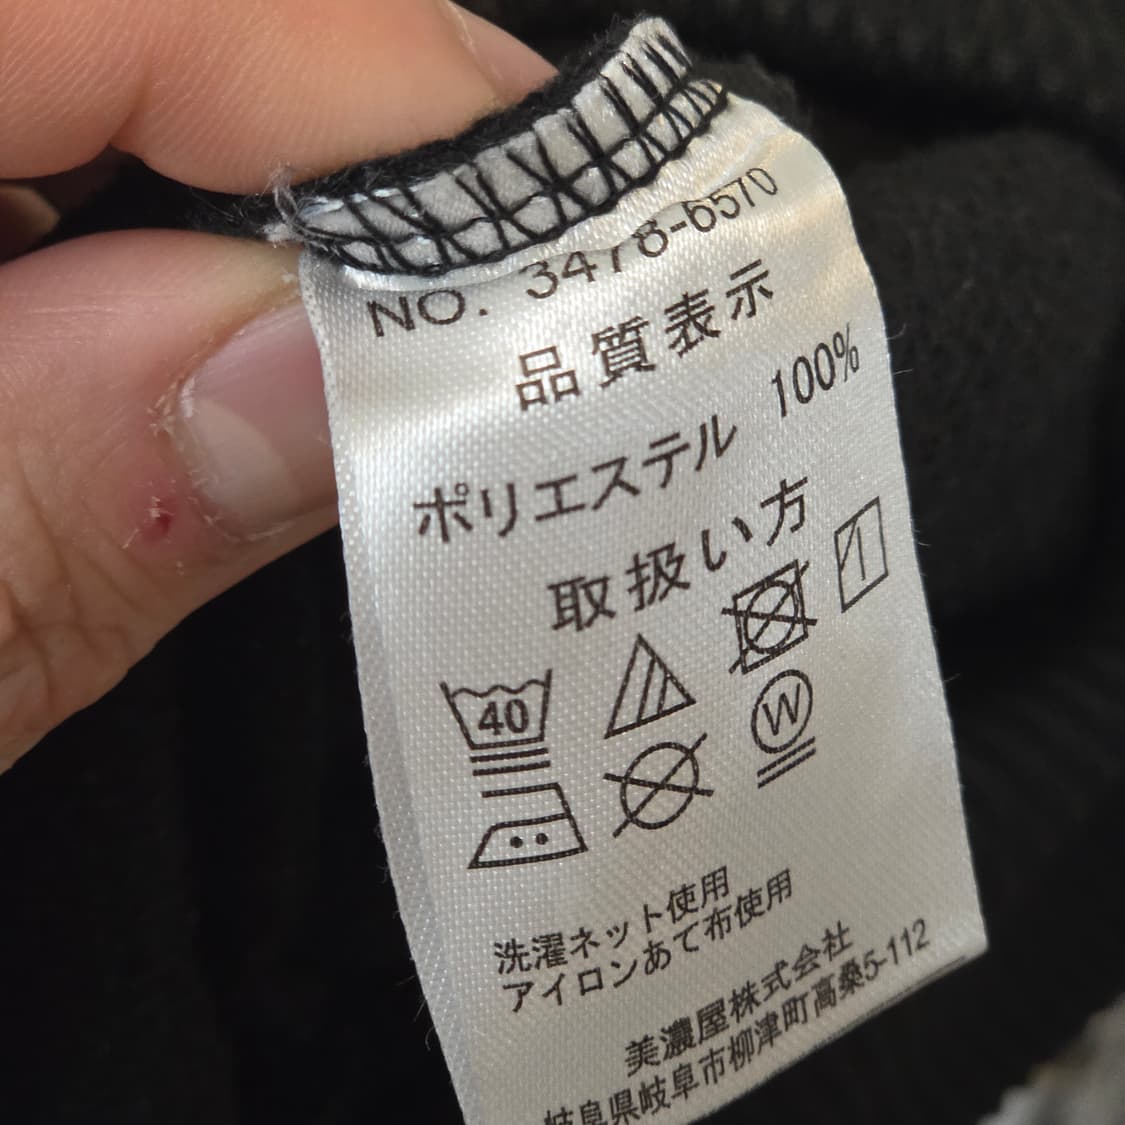 NO. 3478-6570
品質表示
ポリエステル 100%
取扱い方
40
W
洗濯ネット使用
アイロンあて布使用
美濃屋株式会社
岐阜県岐阜市柳津町高桑5-112